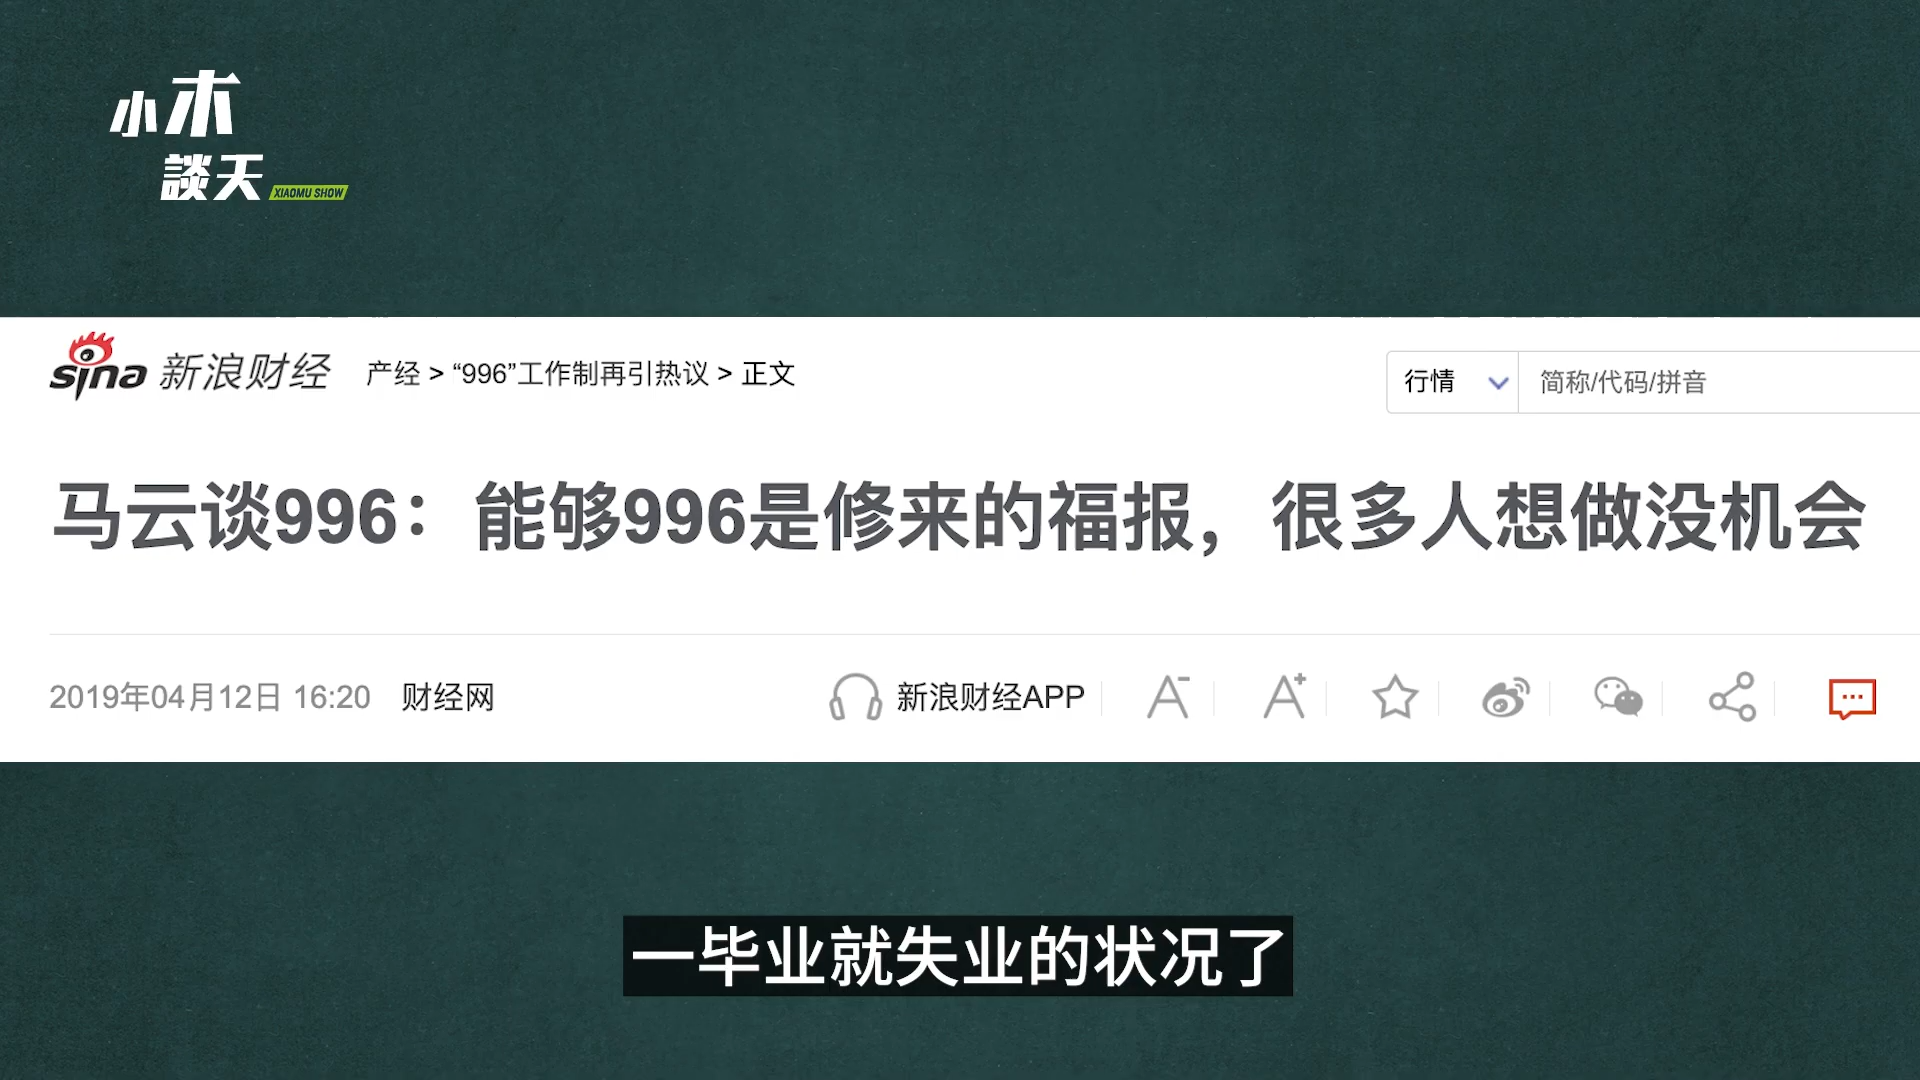 小木
談天 XIAOMU SHOW
sina 新浪财经 产经 > “996”工作制再引热议 > 正文 行情 简称/代码/拼音
马云谈996：能够996是修来的福报，很多人想做没机会
2019年04月12日 16:20 财经网 新浪财经APP A- A+
一毕业就失业的状况了